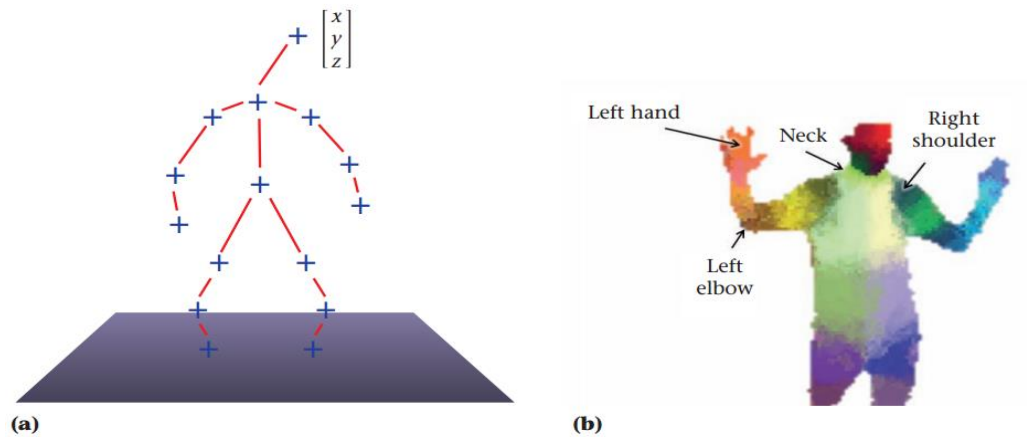 x
y
z
Left hand
Neck
Right
shoulder
Left
elbow
(a)
(b)